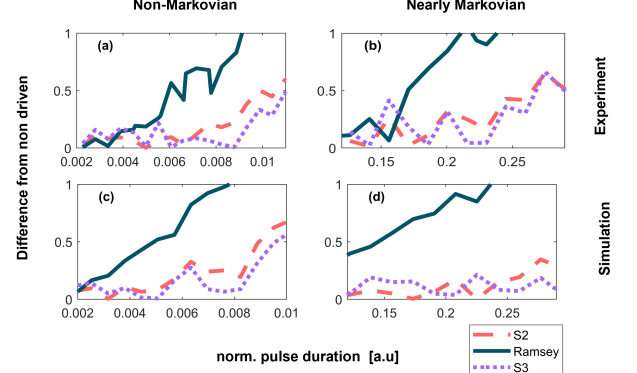 Non-Markovian
Nearly Markovian
(a)
(b)
1
0.5
0
0.002 0.004 0.006 0.008 0.01
1
0.5
0
0.15 0.2 0.25
Experiment
Difference from non driven
(c)
(d)
1
0.5
0
0.002 0.004 0.006 0.008 0.01
1
0.5
0
0.15 0.2 0.25
Simulation
norm. pulse duration [a.u]
S2
Ramsey
S3